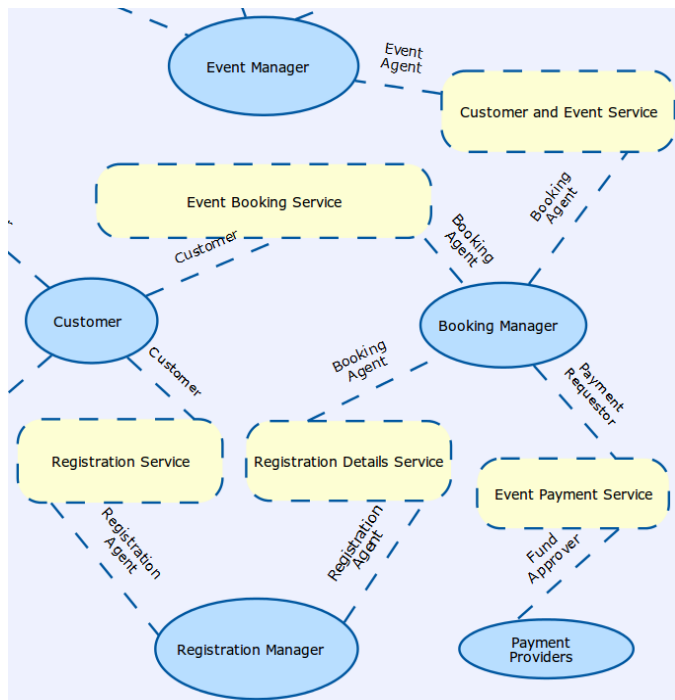 Event
Agent
Event Manager
Customer and Event Service
Booking
Agent
Event Booking Service
Customer
Booking
Agent
Customer
Booking Manager
Booking
Agent
Customer
Payment
Requestor
Registration Service
Registration Details Service
Event Payment Service
Registration
Agent
Registration
Agent
Fund
Approver
Registration Manager
Payment
Providers